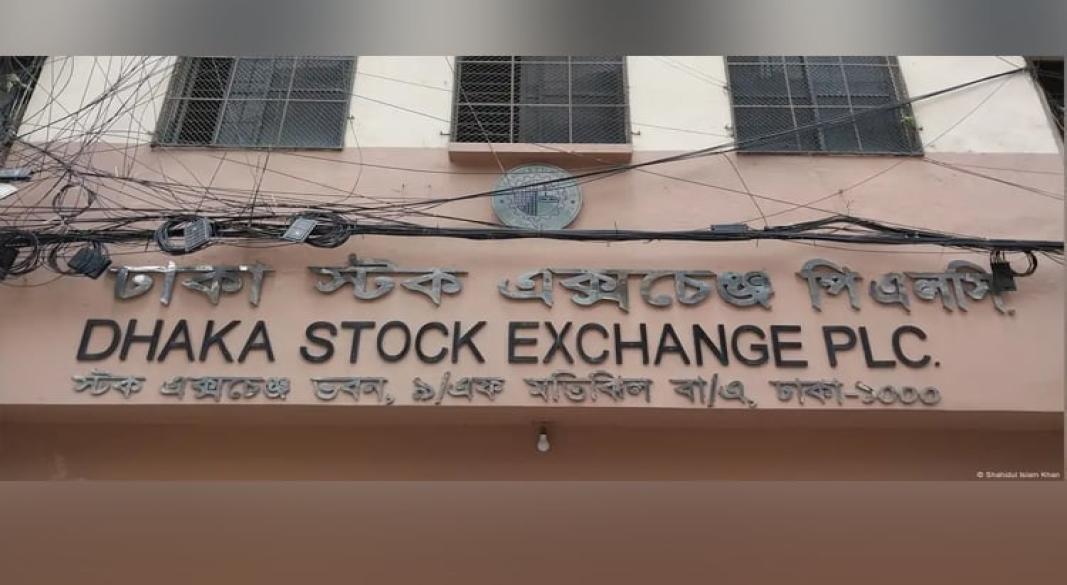 ঢাকা স্টক এক্সচেঞ্জ পিএলসি.
DHAKA STOCK EXCHANGE PLC.
স্টক এক্সচেঞ্জ ভবন, ৯/এফ মতিঝিল বা/এ, ঢাকা-১০০০
© Shahidul Islam Khan